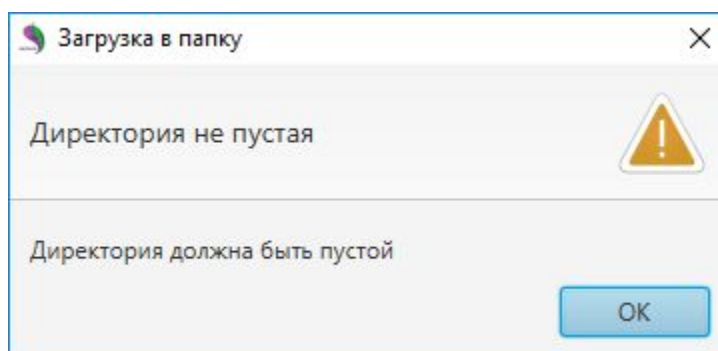 Загрузка в папку
Директория не пустая
Директория должна быть пустой
OK